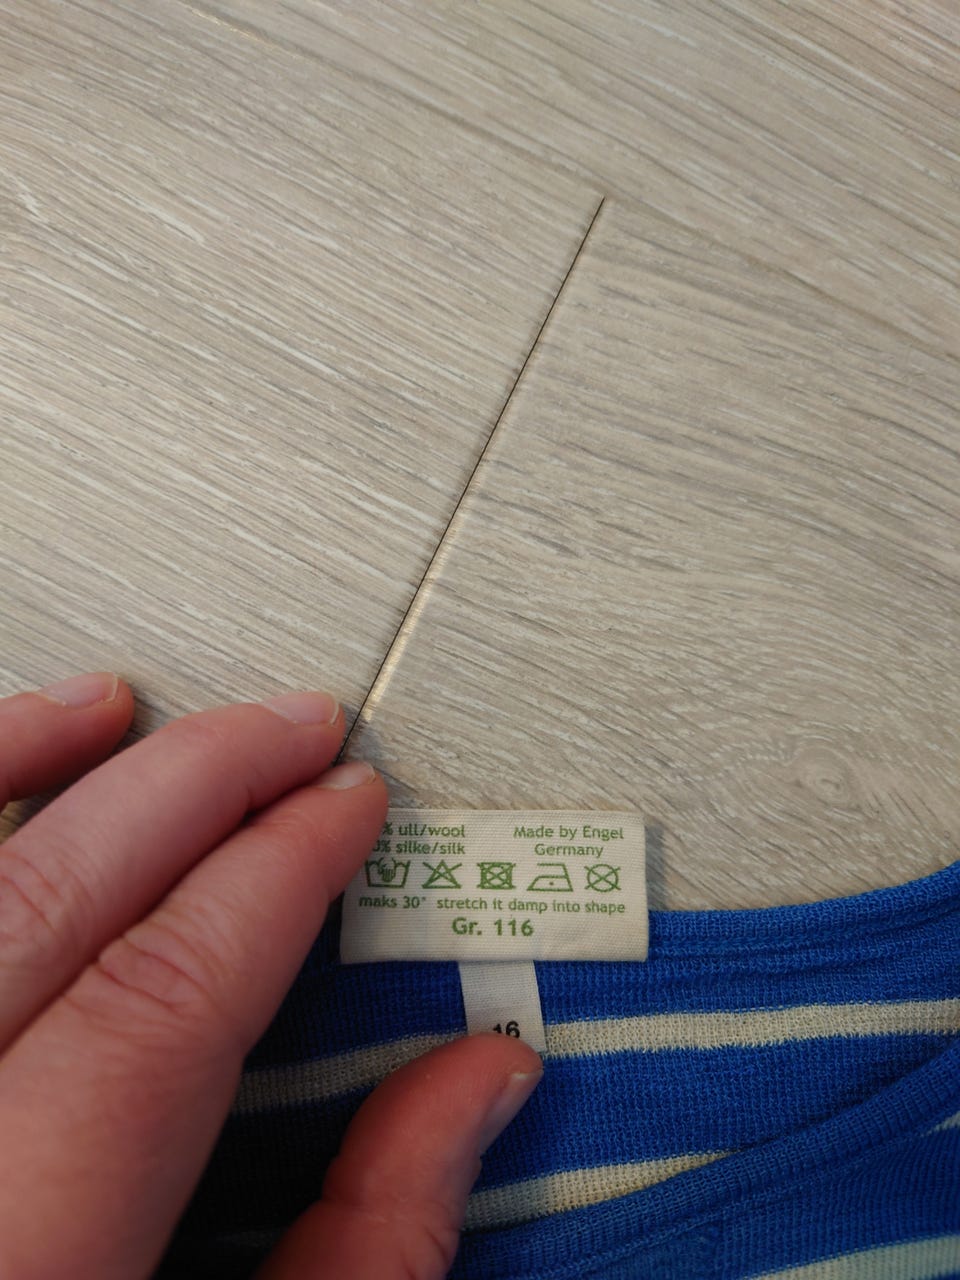 % ull/wool
% silke/silk
Made by Engel
Germany
maks 30° stretch it damp into shape
Gr. 116
16